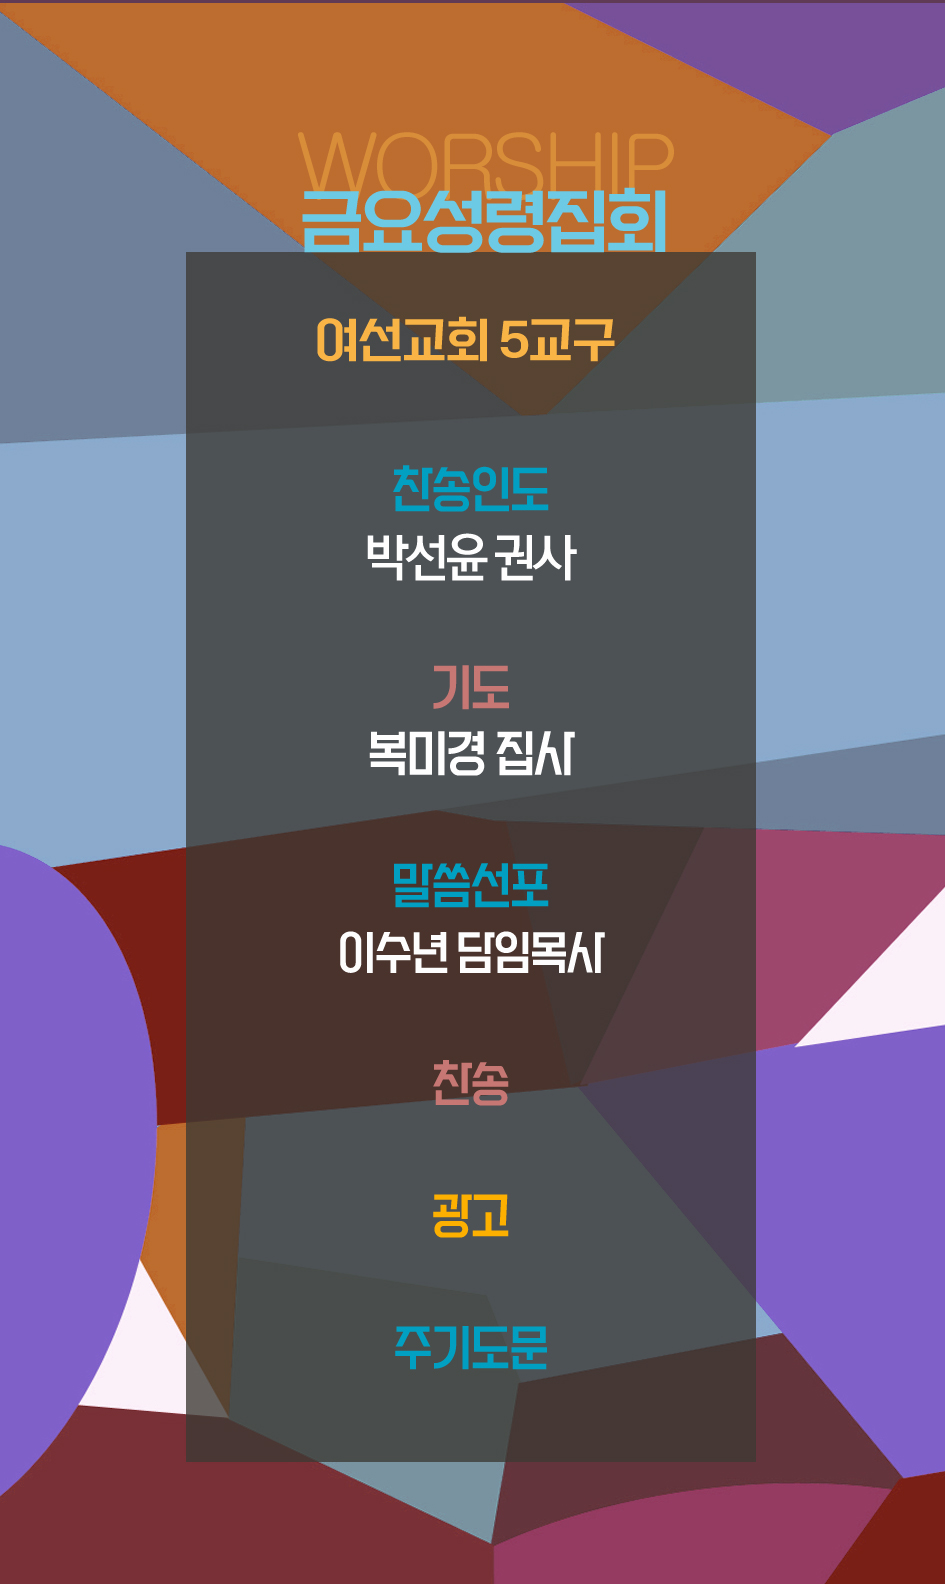 WORSHIP
금요성령집회
여선교회 5교구
찬송인도
박선윤 권사
기도
복미경 집사
말씀선포
이수년 담임목사
찬송
광고
주기도문